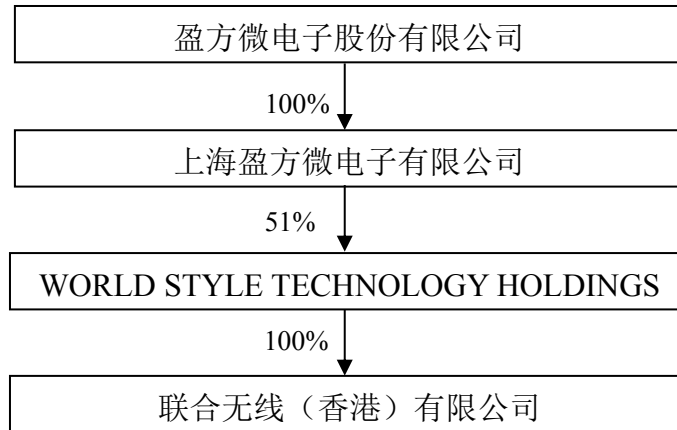 盈方微电子股份有限公司
100%
上海盈方微电子有限公司
51%
WORLD STYLE TECHNOLOGY HOLDINGS
100%
联合无线（香港）有限公司